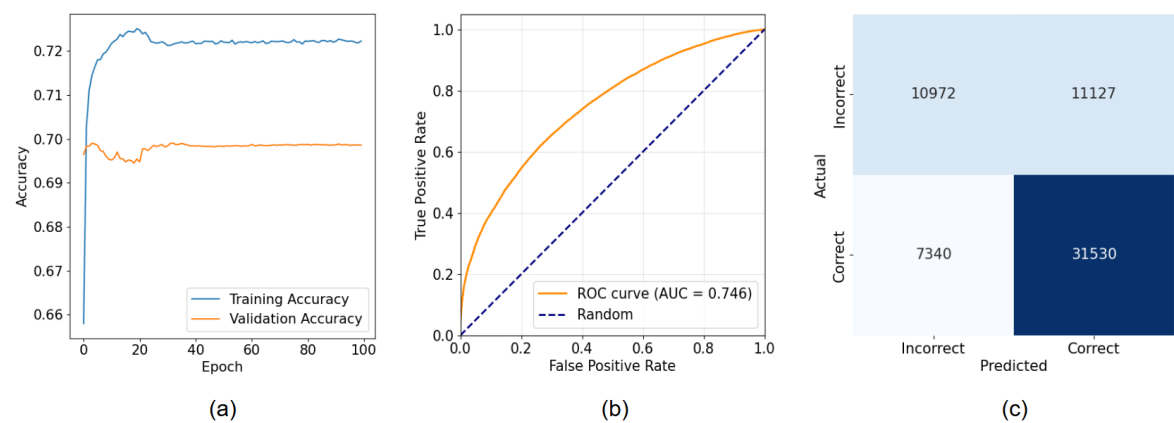 0.72
0.71
0.70
0.69
0.68
0.67
0.66
Accuracy
Training Accuracy
Validation Accuracy
0 20 40 60 80 100
Epoch
(a)
1.0
0.8
0.6
0.4
0.2
0.0
True Positive Rate
ROC curve (AUC = 0.746)
Random
0.0 0.2 0.4 0.6 0.8 1.0
False Positive Rate
(b)
Actual
Incorrect
10972 11127
Correct
7340 31530
Incorrect Correct
Predicted
(c)